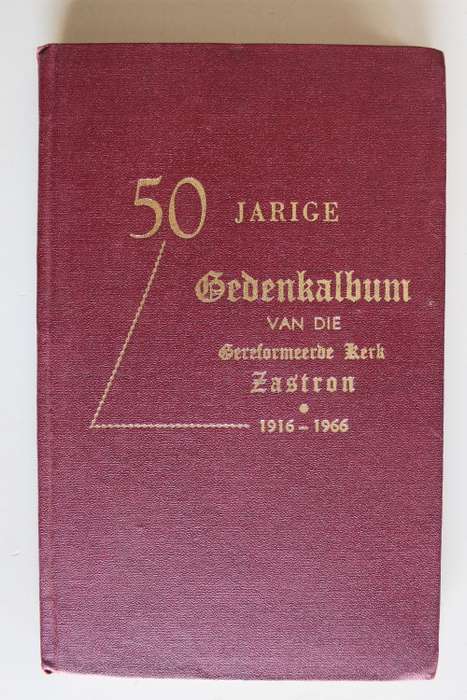 50 JARIGE
Gedenkalbum
VAN DIE
Gereformeerde Kerk
Zastron
1916 – 1966